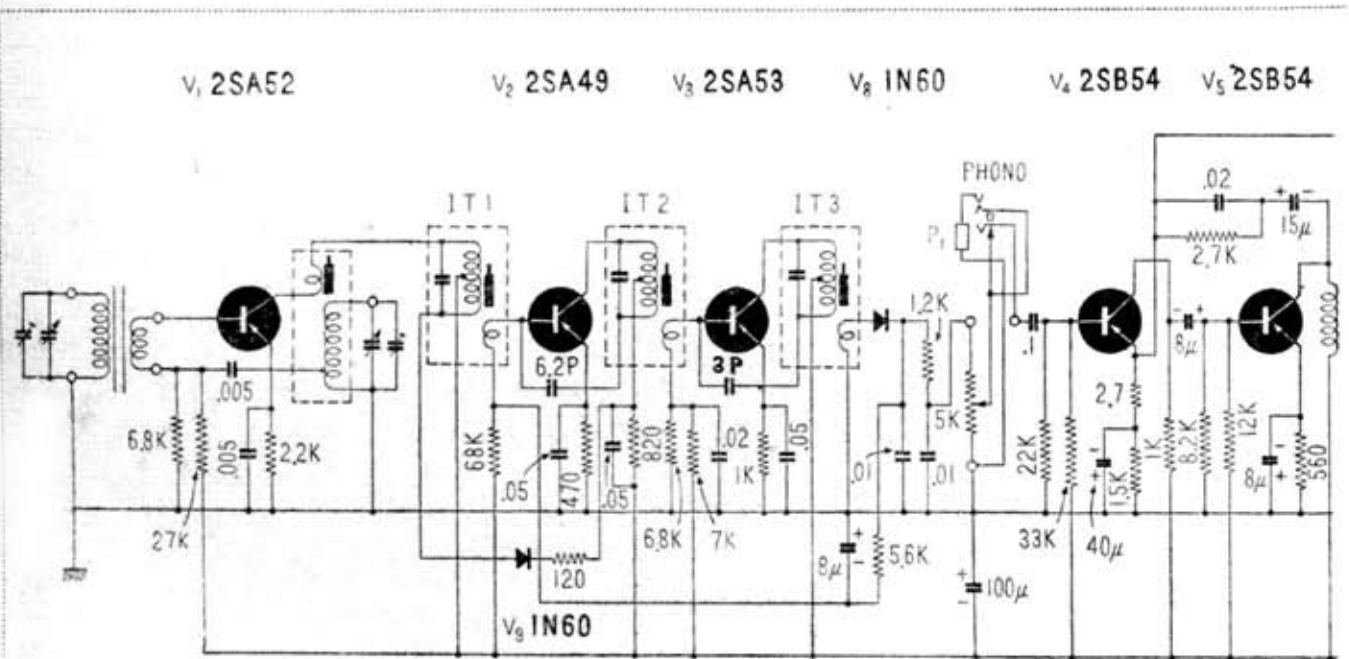 V₁ 2SA52
V₂ 2SA49
V₃ 2SA53
V₈ 1N60
V₄ 2SB54
V₅ 2SB54
PHONO
IT1
IT2
IT3
.02
+ -
15μ
2.7K
1.2K
6.2P
3P
.1
- +
8μ
.005
5K
2.7
6.8K
.005
2.2K
68K
.05
470
.05
820
.02
1K
.05
.01
.01
22K
-
+
1.5K
1K
8.2K
12K
8μ
-
+
560
27K
120
6.8K
7K
8μ
+
-
5.6K
+
-
100μ
33K
40μ
V₉ 1N60